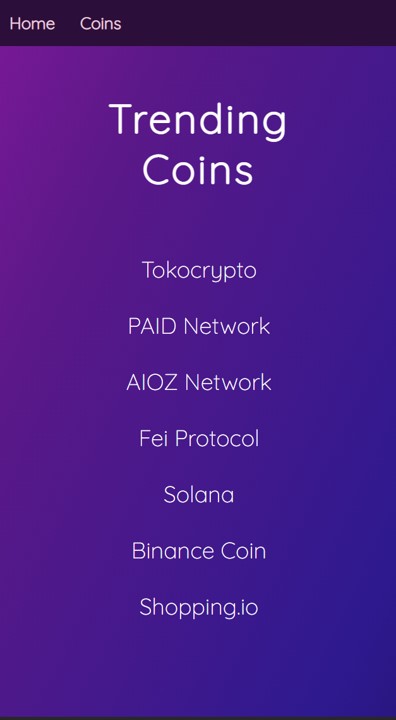 Home Coins
Trending
Coins
Tokocrypto
PAID Network
AIOZ Network
Fei Protocol
Solana
Binance Coin
Shopping.io